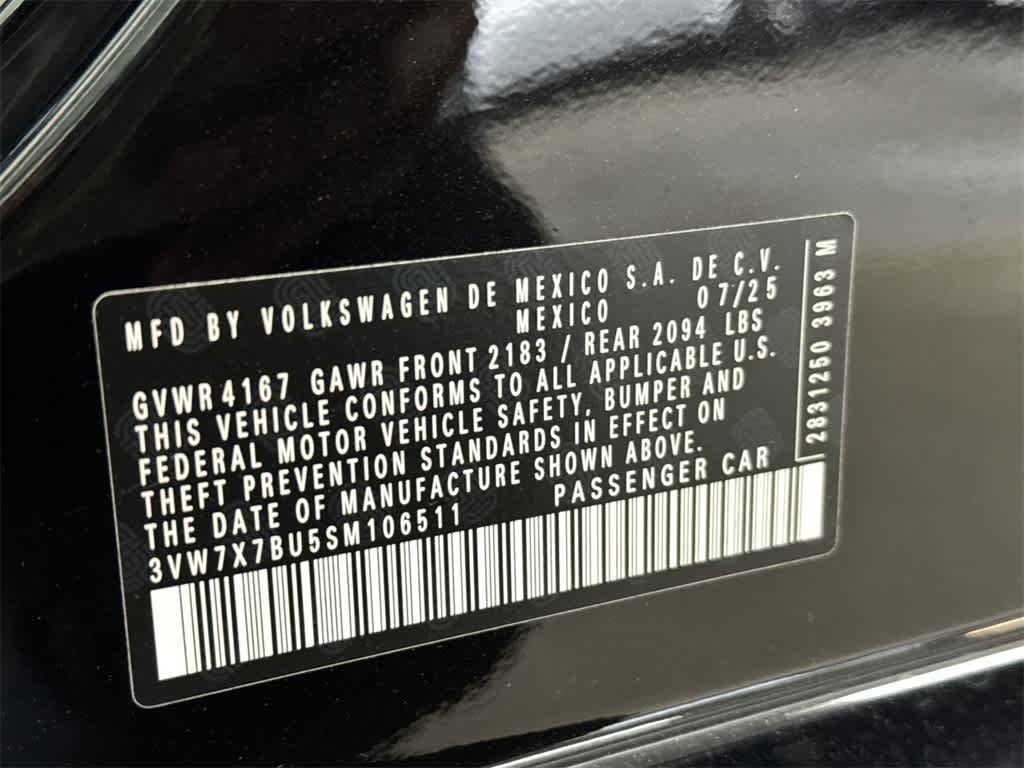 MFD BY VOLKSWAGEN DE MEXICO S.A. DE C.V.
MEXICO 07/25
GVWR 4167 GAWR FRONT 2183 / REAR 2094 LBS
THIS VEHICLE CONFORMS TO ALL APPLICABLE U.S.
FEDERAL MOTOR VEHICLE SAFETY, BUMPER AND
THEFT PREVENTION STANDARDS IN EFFECT ON
THE DATE OF MANUFACTURE SHOWN ABOVE.
3VW7X7BU5SM106511 PASSENGER CAR
2831250 3963 M